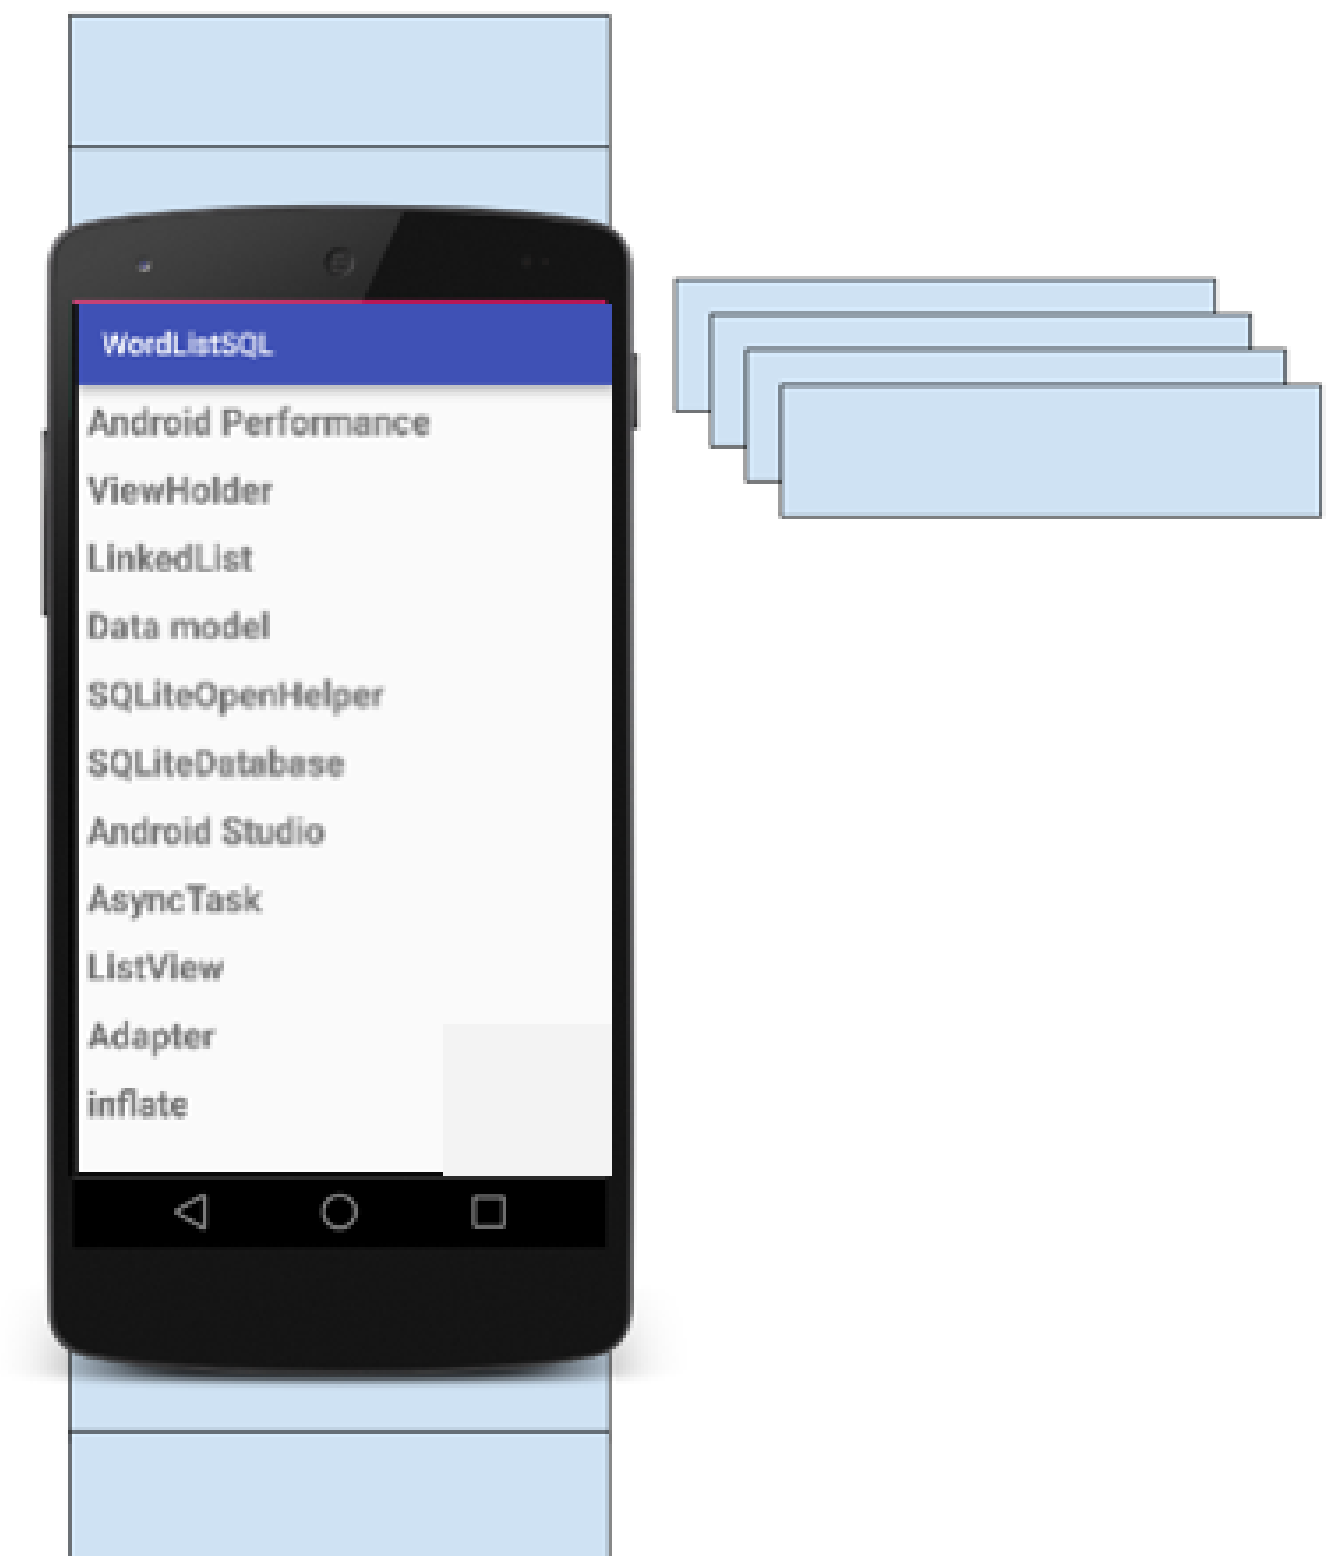 WordListSQL
Android Performance
ViewHolder
LinkedList
Data model
SQLiteOpenHelper
SQLiteDatabase
Android Studio
AsyncTask
ListView
Adapter
inflate